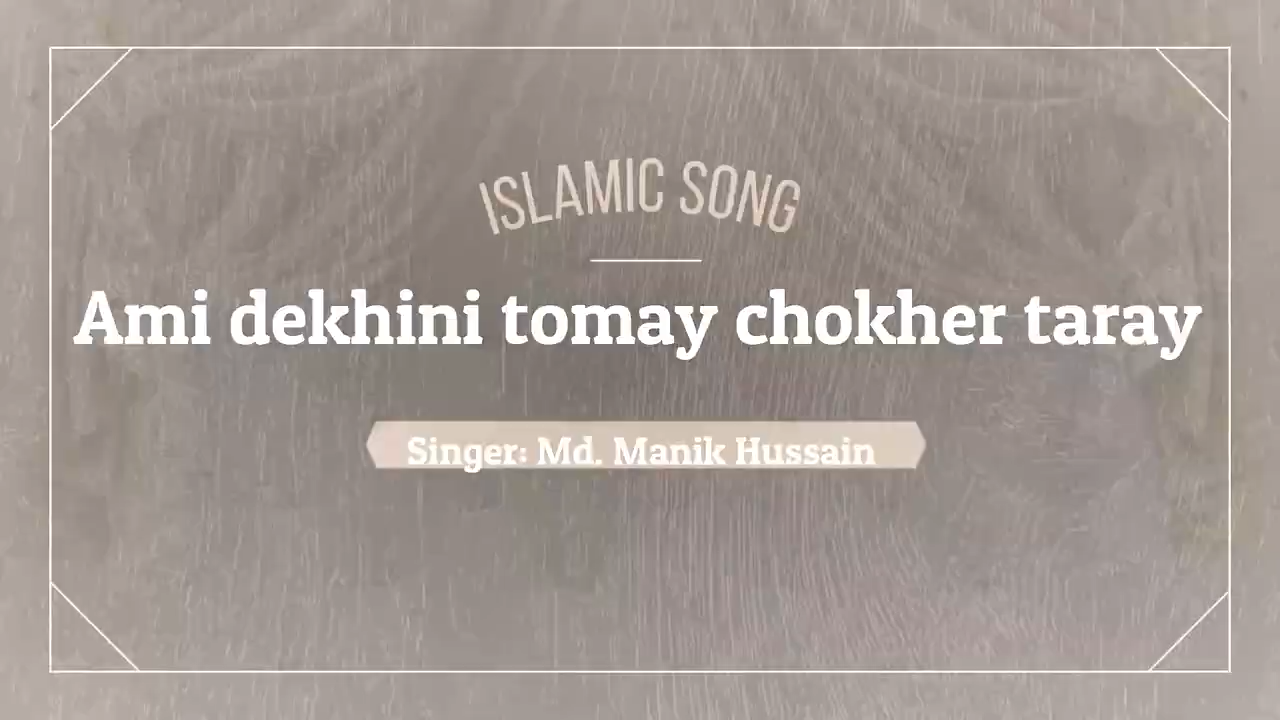 ISLAMIC SONG
Ami dekhini tomay chokher taray
Singer: Md. Manik Hussain